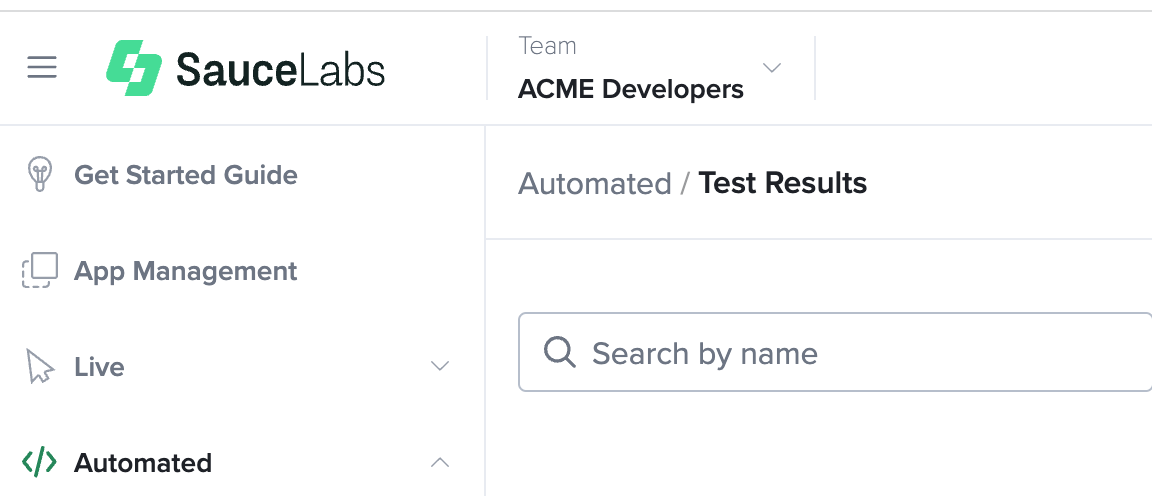 SauceLabs
Team
ACME Developers
Get Started Guide
App Management
Live
Automated
Automated / Test Results
Search by name